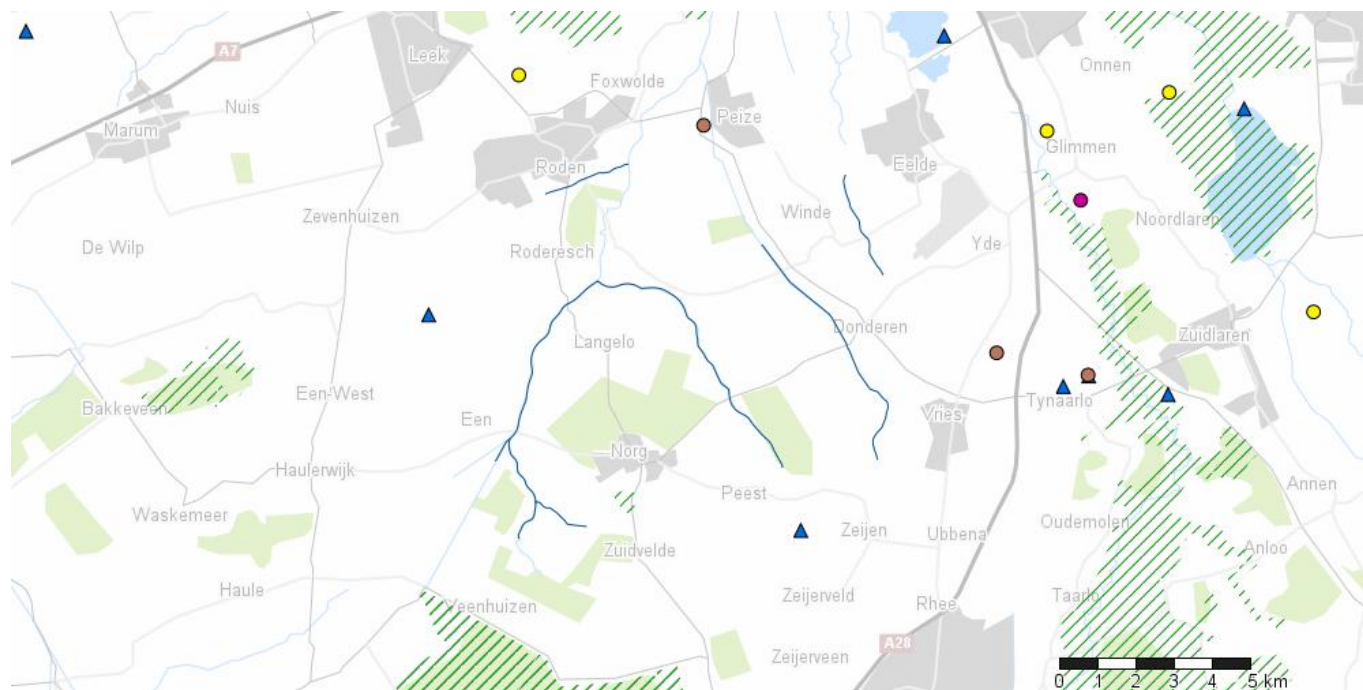 Onnen
A7
Leek
Foxwolde
Nuis
Peize
Marum
Glimmen
Roden
Eelde
Zevenhuizen
Winde
Noordlaren
De Wilp
Roderesch
Yde
Donderen
Zuidlaren
Langelo
Een-West
Tynaarlo
Bakkeveen
Een
Vries
Norg
Haulerwijk
Annen
Peest
Waskemeer
Oudemolen
Zeijen
Ubbena
Anloo
Zuidvelde
Haule
Zeijerveld
Taarlo
Veenhuizen
Rhee
A28
Zeijerveen
0 1 2 3 4 5 km